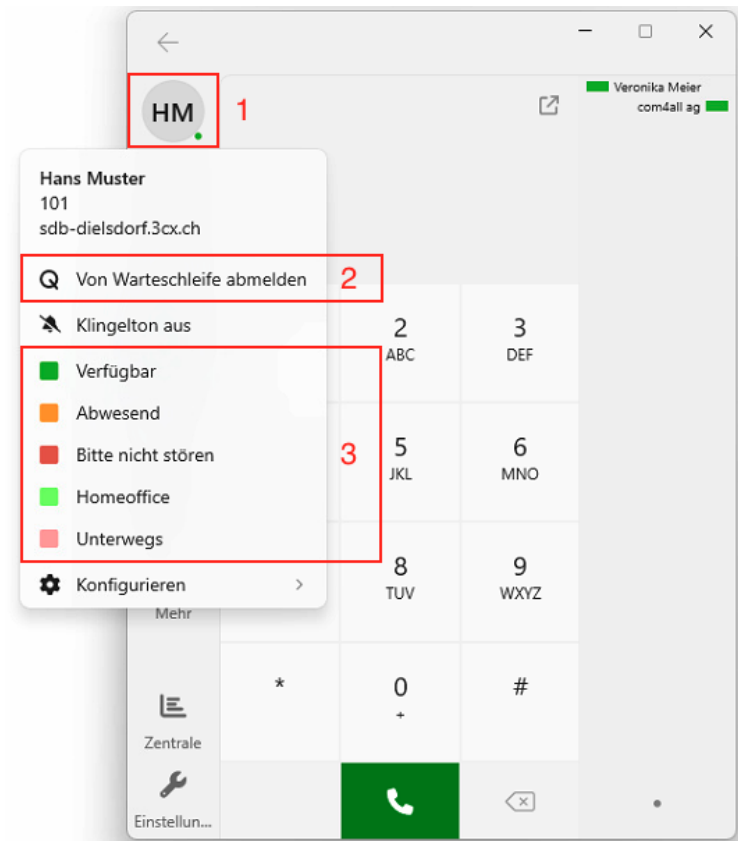 HM
1
Veronika Meier
com4all ag
Hans Muster
101
sdb-dielsdorf.3cx.ch
Von Warteschleife abmelden
2
Klingelton aus
Verfügbar
Abwesend
Bitte nicht stören
3
Homeoffice
Unterwegs
Konfigurieren
Mehr
2
ABC
3
DEF
5
JKL
6
MNO
8
TUV
9
WXYZ
*
0
+
#
Zentrale
Einstellun...